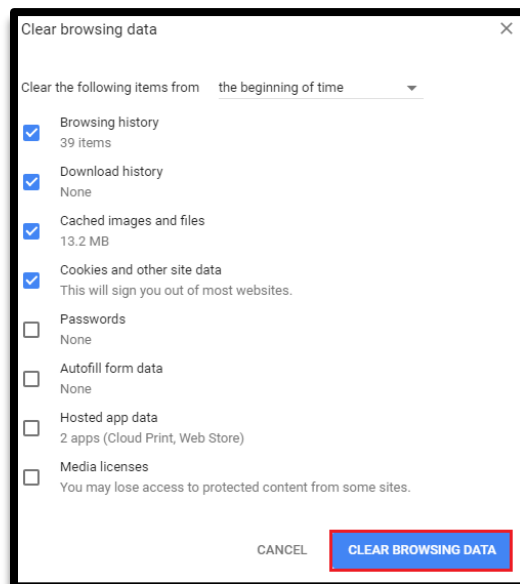 Clear browsing data
Clear the following items from the beginning of time
Browsing history
39 items
Download history
None
Cached images and files
13.2 MB
Cookies and other site data
This will sign you out of most websites.
Passwords
None
Autofill form data
None
Hosted app data
2 apps (Cloud Print, Web Store)
Media licenses
You may lose access to protected content from some sites.
CANCEL CLEAR BROWSING DATA